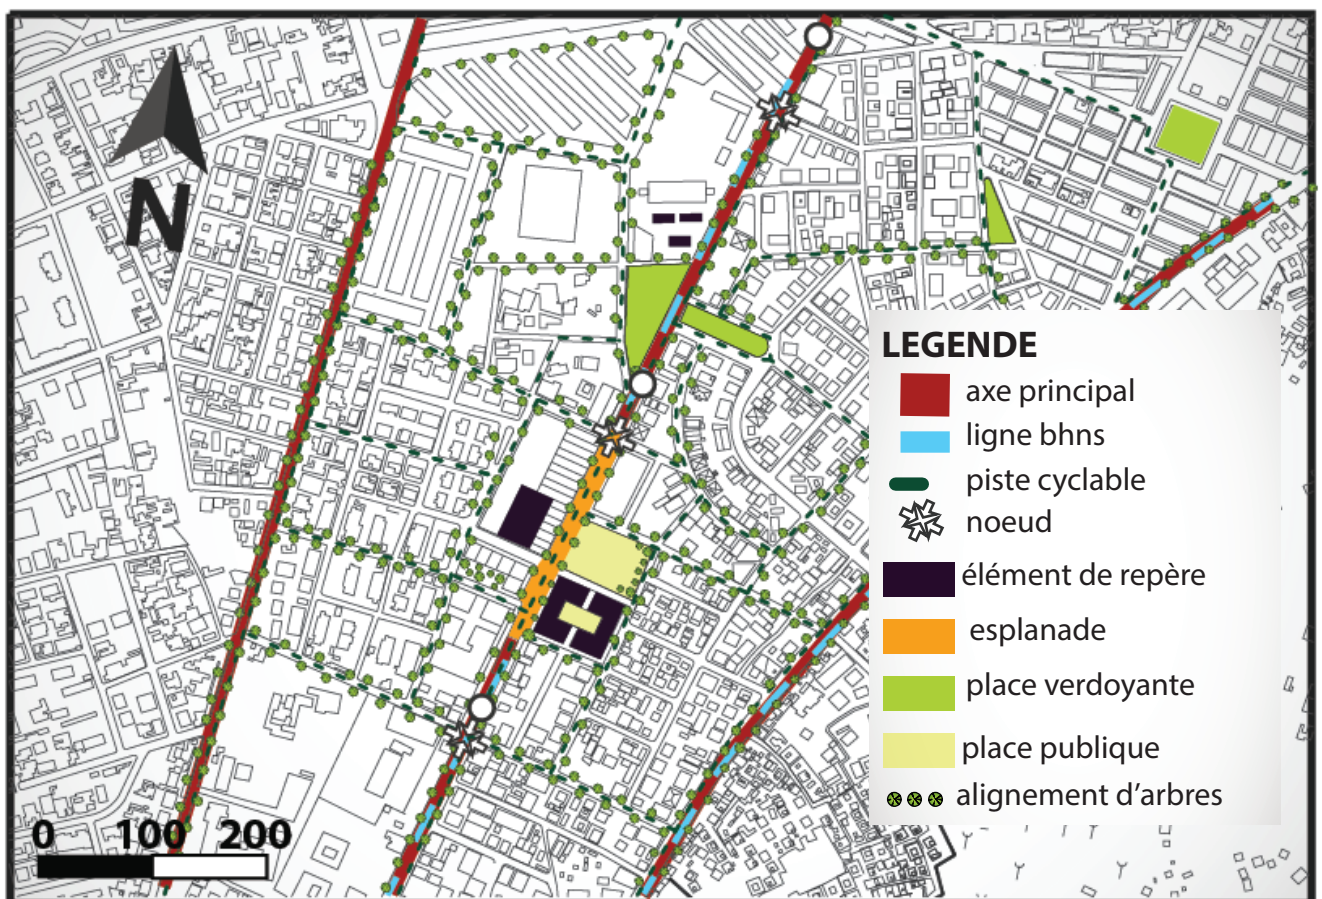 N
LEGENDE
axe principal
ligne bhns
piste cyclable
noeud
élément de repère
esplanade
place verdoyante
place publique
alignement d'arbres
0 100 200